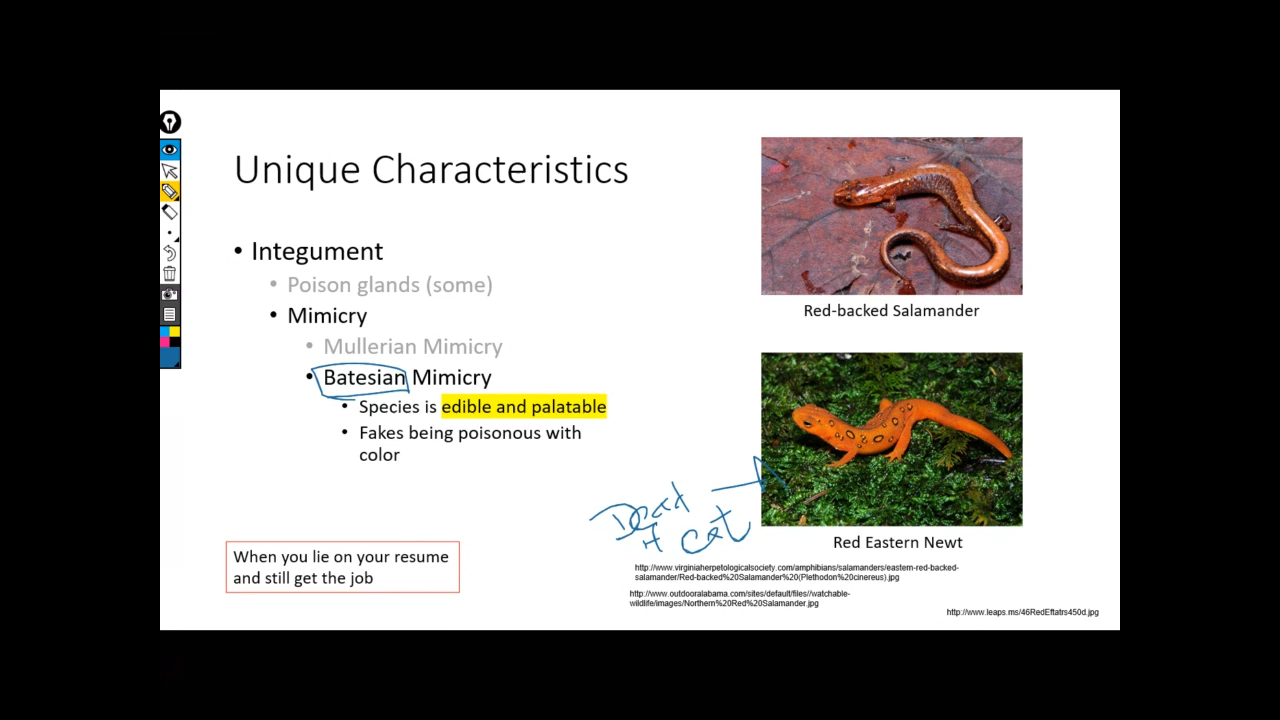 Unique Characteristics
• Integument
• Poison glands (some)
• Mimicry
• Mullerian Mimicry
• Batesian Mimicry
• Species is edible and palatable
• Fakes being poisonous with
color
When you lie on your resume
and still get the job
Red-backed Salamander
Dead
Cat
Red Eastern Newt
http://www.virginiaherpetologicalsociety.com/amphibians/salamanders/eastern-red-backed-
salamander/Red-backed%20Salamander%20(Plethodon%20cinereus).jpg
http://www.outdooralabama.com/sites/default/files//watchable-
wildlife/images/Northern%20Red%20Salamander.jpg
http://www.leaps.ms/46RedEftatrs450d.jpg